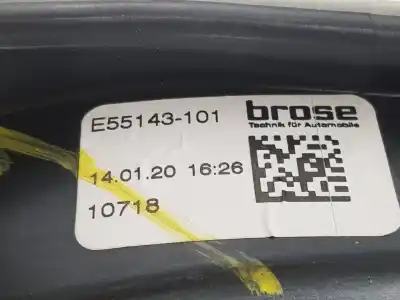 E55143-101
brose
Technik für Automobile
14.01.20 16:26
10718